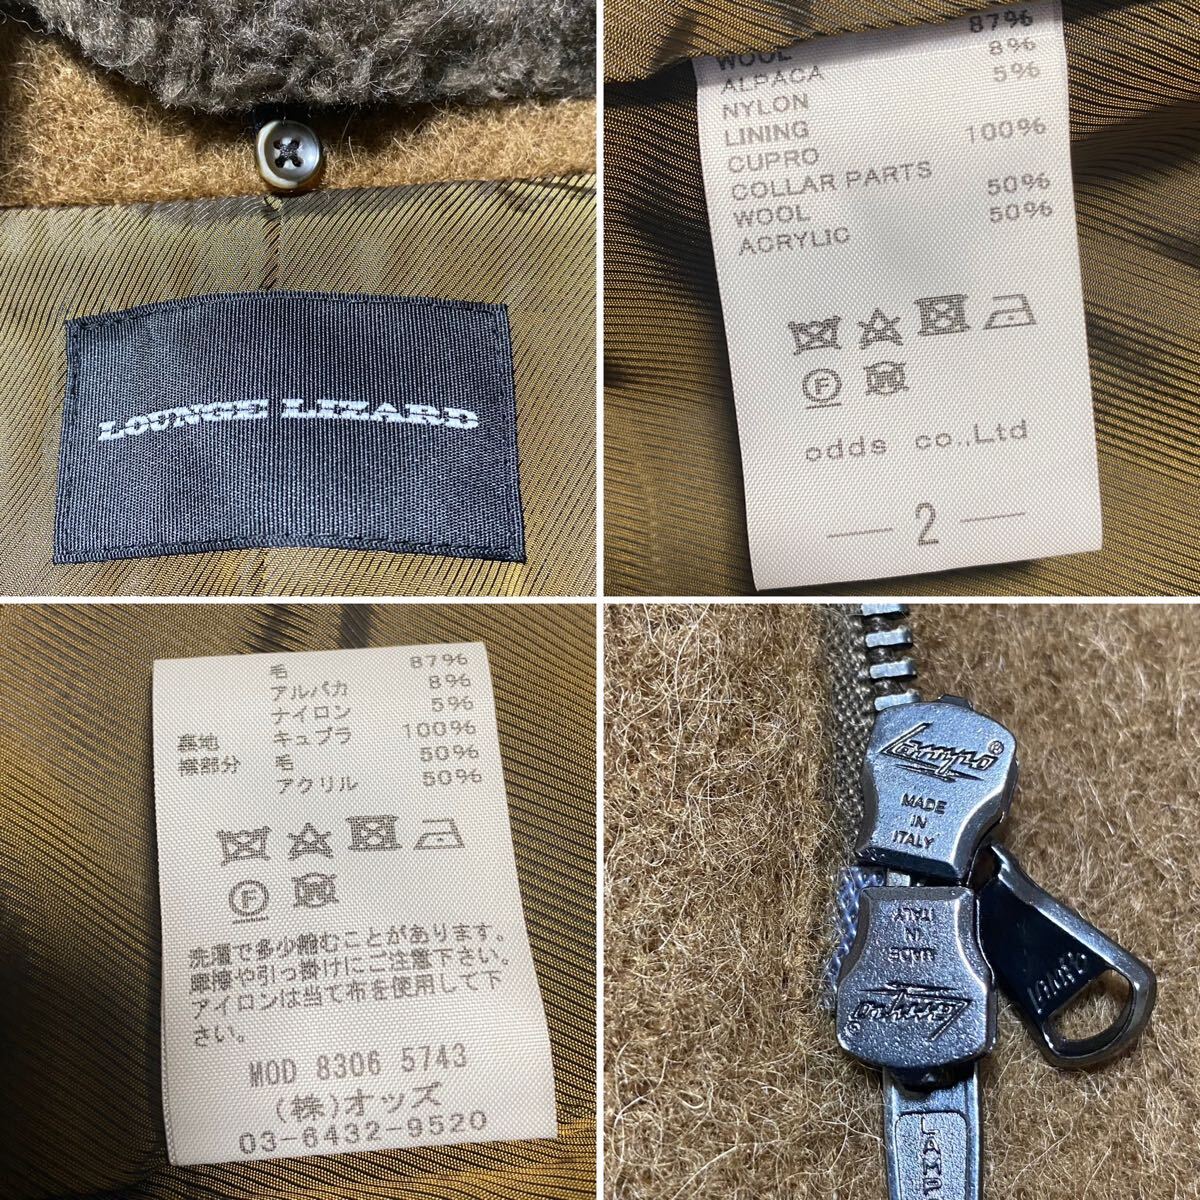 LOUNGE LIZARD
WOOL 87%
ALPACA 8%
NYLON 5%
LINING
CUPRO 100%
COLLAR PARTS
WOOL 50%
ACRYLIC 50%
F
odds co.,Ltd
— 2 —
毛 87%
アルパカ 8%
ナイロン 5%
裏地 キュプラ 100%
襟部分 毛 50%
アクリル 50%
F
洗濯で多少縮むことがあります。
摩擦や引っ掛けにご注意下さい。
アイロンは当て布を使用して下
さい。
MOD 8306 5743
(株)オッズ
03-6432-9520
Lampo®
MADE
IN
ITALY
MADE
IN
ITALY
Lampo®
Lampo
LAMP